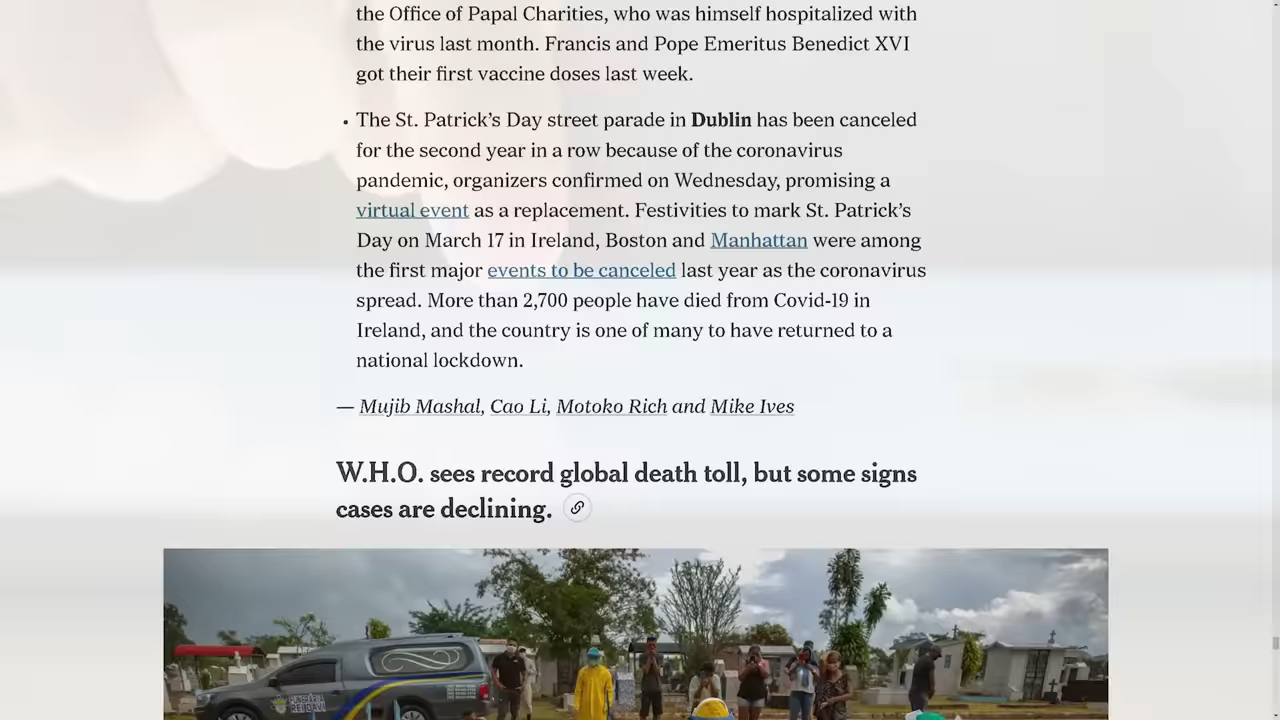 the Office of Papal Charities, who was himself hospitalized with
the virus last month. Francis and Pope Emeritus Benedict XVI
got their first vaccine doses last week.
• The St. Patrick’s Day street parade in Dublin has been canceled
for the second year in a row because of the coronavirus
pandemic, organizers confirmed on Wednesday, promising a
virtual event as a replacement. Festivities to mark St. Patrick’s
Day on March 17 in Ireland, Boston and Manhattan were among
the first major events to be canceled last year as the coronavirus
spread. More than 2,700 people have died from Covid-19 in
Ireland, and the country is one of many to have returned to a
national lockdown.
— Mujib Mashal, Cao Li, Motoko Rich and Mike Ives
W.H.O. sees record global death toll, but some signs
cases are declining.